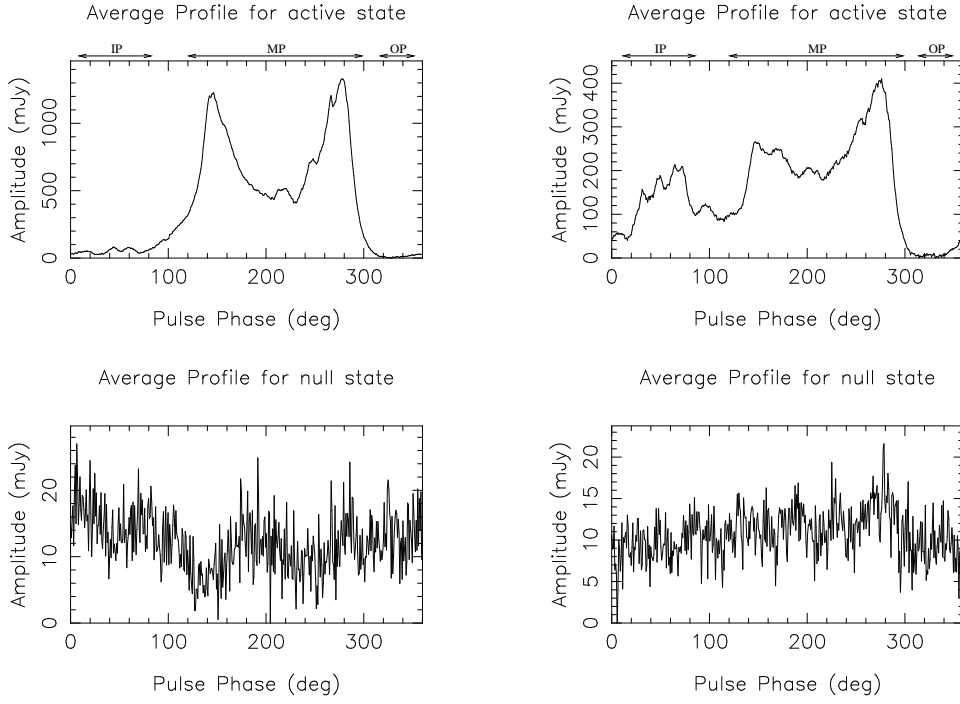 Average Profile for active state
IP MP OP
Amplitude (mJy)
1000
500
0
0 100 200 300
Pulse Phase (deg)
Average Profile for active state
IP MP OP
Amplitude (mJy)
400
300
200
100
0
0 100 200 300
Pulse Phase (deg)
Average Profile for null state
Amplitude (mJy)
20
10
0
0 100 200 300
Pulse Phase (deg)
Average Profile for null state
Amplitude (mJy)
20
15
10
5
0
0 100 200 300
Pulse Phase (deg)